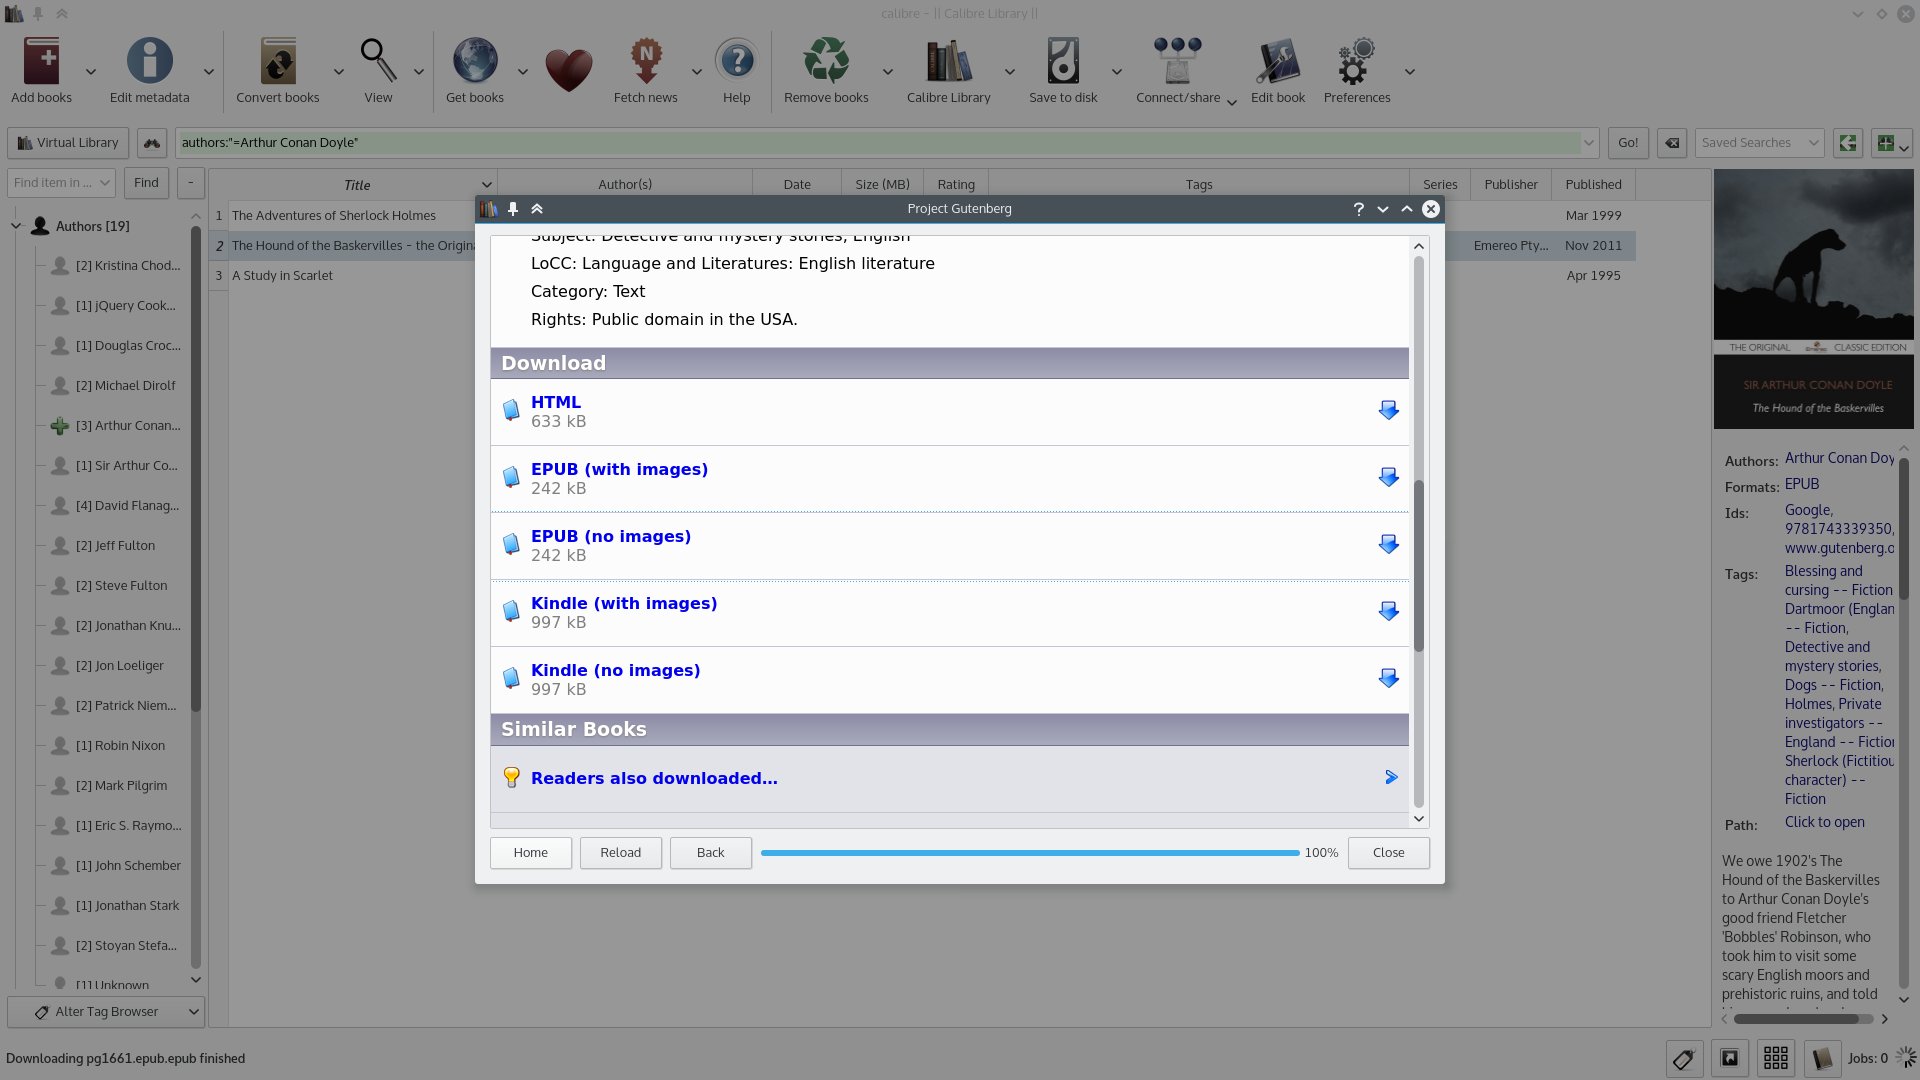 calibre - || Calibre Library ||
Add books
Edit metadata
Convert books
View
Get books
Fetch news
Help
Remove books
Calibre Library
Save to disk
Connect/share
Edit book
Preferences
Virtual Library
authors:"=Arthur Conan Doyle"
Go!
Saved Searches
Find item in ...
Find
-
Title
Author(s)
Date
Size (MB)
Rating
Tags
Series
Publisher
Published
Authors [19]
[2] Kristina Chod...
[1] jQuery Cook...
[1] Douglas Croc...
[2] Michael Dirolf
[3] Arthur Conan...
[1] Sir Arthur Co...
[4] David Flanag...
[2] Jeff Fulton
[2] Steve Fulton
[2] Jonathan Knu...
[2] Jon Loeliger
[2] Patrick Niem...
[1] Robin Nixon
[2] Mark Pilgrim
[1] Eric S. Raymo...
[1] John Schember
[1] Jonathan Stark
[2] Stoyan Stefa...
[1] Unknown
Alter Tag Browser
1 The Adventures of Sherlock Holmes
Mar 1999
2 The Hound of the Baskervilles - the Origina
Emereo Pty...
Nov 2011
3 A Study in Scarlet
Apr 1995
Project Gutenberg
Subject: Detective and mystery stories, English
LoCC: Language and Literatures: English literature
Category: Text
Rights: Public domain in the USA.
Download
HTML
633 kB
EPUB (with images)
242 kB
EPUB (no images)
242 kB
Kindle (with images)
997 kB
Kindle (no images)
997 kB
Similar Books
Readers also downloaded...
Home
Reload
Back
100%
Close
THE ORIGINAL CLASSIC EDITION
SIR ARTHUR CONAN DOYLE
The Hound of the Baskervilles
Authors: Arthur Conan Doy
Formats: EPUB
Ids: Google,
9781743339350,
www.gutenberg.o
Tags: Blessing and
cursing -- Fiction
Dartmoor (Englan
-- Fiction,
Detective and
mystery stories,
Dogs -- Fiction,
Holmes, Private
investigators --
England -- Fiction
Sherlock (Fictitiou
character) --
Fiction
Path: Click to open
We owe 1902's The
Hound of the Baskervilles
to Arthur Conan Doyle's
good friend Fletcher
'Bobbles' Robinson, who
took him to visit some
scary English moors and
prehistoric ruins, and told
Downloading pg1661.epub.epub finished
Jobs: 0